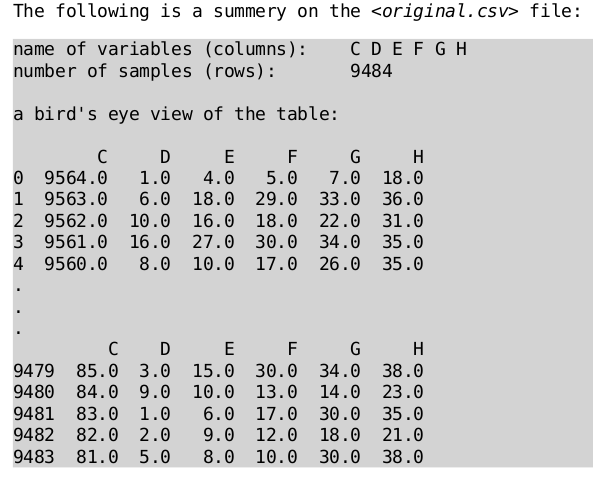 The following is a summery on the <original.csv> file:
name of variables (columns):    C D E F G H
number of samples (rows):       9484
a bird's eye view of the table:
        C     D     E     F     G     H
0  9564.0   1.0   4.0   5.0   7.0  18.0
1  9563.0   6.0  18.0  29.0  33.0  36.0
2  9562.0  10.0  16.0  18.0  22.0  31.0
3  9561.0  16.0  27.0  30.0  34.0  35.0
4  9560.0   8.0  10.0  17.0  26.0  35.0
.
.
.
         C    D     E     F     G     H
9479  85.0  3.0  15.0  30.0  34.0  38.0
9480  84.0  9.0  10.0  13.0  14.0  23.0
9481  83.0  1.0   6.0  17.0  30.0  35.0
9482  82.0  2.0   9.0  12.0  18.0  21.0
9483  81.0  5.0   8.0  10.0  30.0  38.0